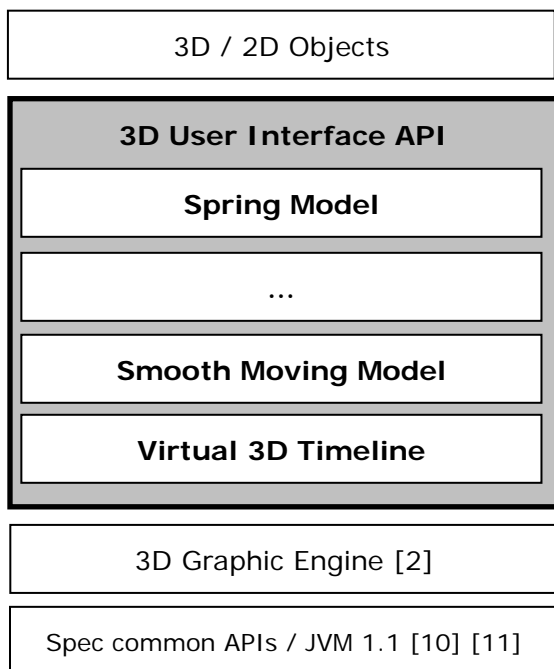 3D / 2D Objects
3D User Interface API
Spring Model
...
Smooth Moving Model
Virtual 3D Timeline
3D Graphic Engine [2]
Spec common APIs / JVM 1.1 [10] [11]